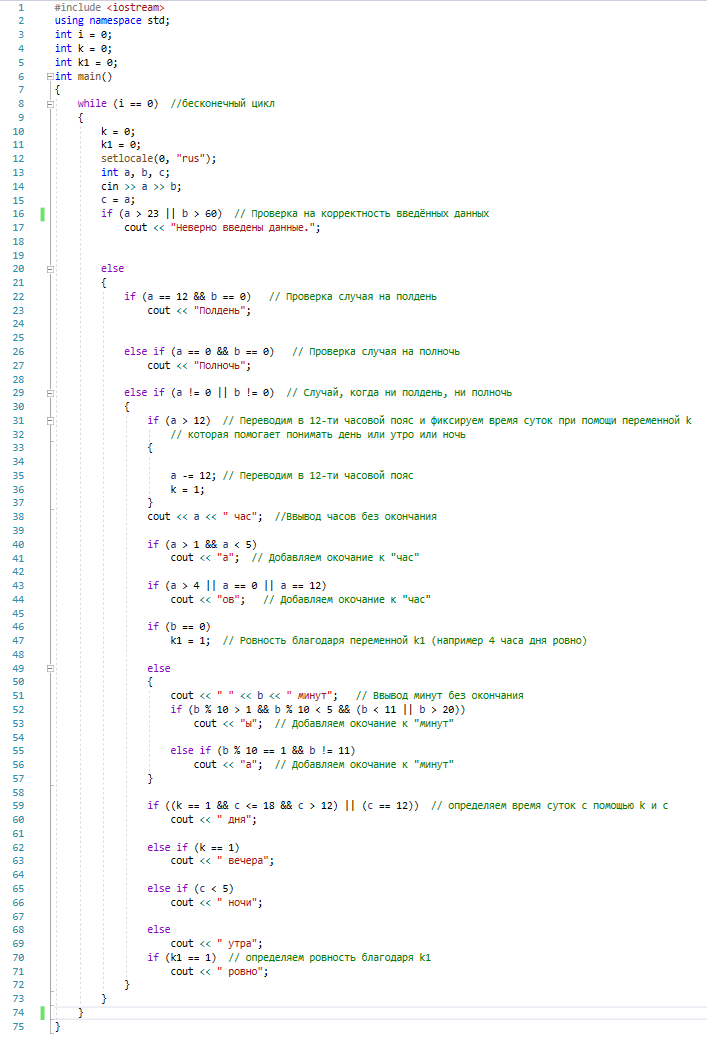 1 #include <iostream>
2 using namespace std;
3 int i = 0;
4 int k = 0;
5 int k1 = 0;
6 int main()
7 {
8 while (i == 0)  //бесконечный цикл
9 {
10 k = 0;
11 k1 = 0;
12 setlocale(0, "rus");
13 int a, b, c;
14 cin >> a >> b;
15 c = a;
16 if (a > 23 || b > 60)  // Проверка на корректность введённых данных
17 cout << "Неверно введены данные.";
18
19
20 else
21 {
22 if (a == 12 && b == 0)   // Проверка случая на полдень
23 cout << "Полдень";
24
25
26 else if (a == 0 && b == 0)   // Проверка случая на полночь
27 cout << "Полночь";
28
29 else if (a != 0 || b != 0)  // Случай, когда ни полдень, ни полночь
30 {
31 if (a > 12)  // Переводим в 12-ти часовой пояс и фиксируем время суток при помощи переменной k
32 // которая помогает понимать день или утро или ночь
33 {
34
35 a -= 12; // Переводим в 12-ти часовой пояс
36 k = 1;
37 }
38 cout << a << " час";  //Ввывод часов без окончания
39
40 if (a > 1 && a < 5)
41 cout << "а";  // Добавляем окочание к "час"
42
43 if (a > 4 || a == 0 || a == 12)
44 cout << "ов";   // Добавляем окочание к "час"
45
46 if (b == 0)
47 k1 = 1;  // Ровность благодаря переменной k1 (например 4 часа дня ровно)
48
49 else
50 {
51 cout << " " << b << " минут";   // Ввывод минут без окончания
52 if (b % 10 > 1 && b % 10 < 5 && (b < 11 || b > 20))
53 cout << "ы";  // Добавляем окочание к "минут"
54
55 else if (b % 10 == 1 && b != 11)
56 cout << "а";  // Добавляем окочание к "минут"
57 }
58
59 if ((k == 1 && c <= 18 && c > 12) || (c == 12))  // определяем время суток с помощью k и c
60 cout << " дня";
61
62 else if (k == 1)
63 cout << " вечера";
64
65 else if (c < 5)
66 cout << " ночи";
67
68 else
69 cout << " утра";
70 if (k1 == 1)  // определяем ровность благодаря k1
71 cout << " ровно";
72 }
73 }
74 }
75 }